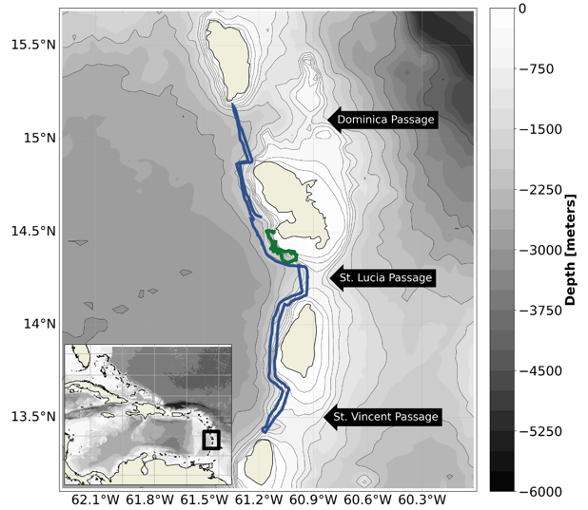 15.5°N
15°N
14.5°N
14°N
13.5°N
Dominica Passage
St. Lucia Passage
St. Vincent Passage
62.1°W 61.8°W 61.5°W 61.2°W 60.9°W 60.6°W 60.3°W
0
−750
−1500
−2250
−3000
−3750
−4500
−5250
−6000
Depth [meters]